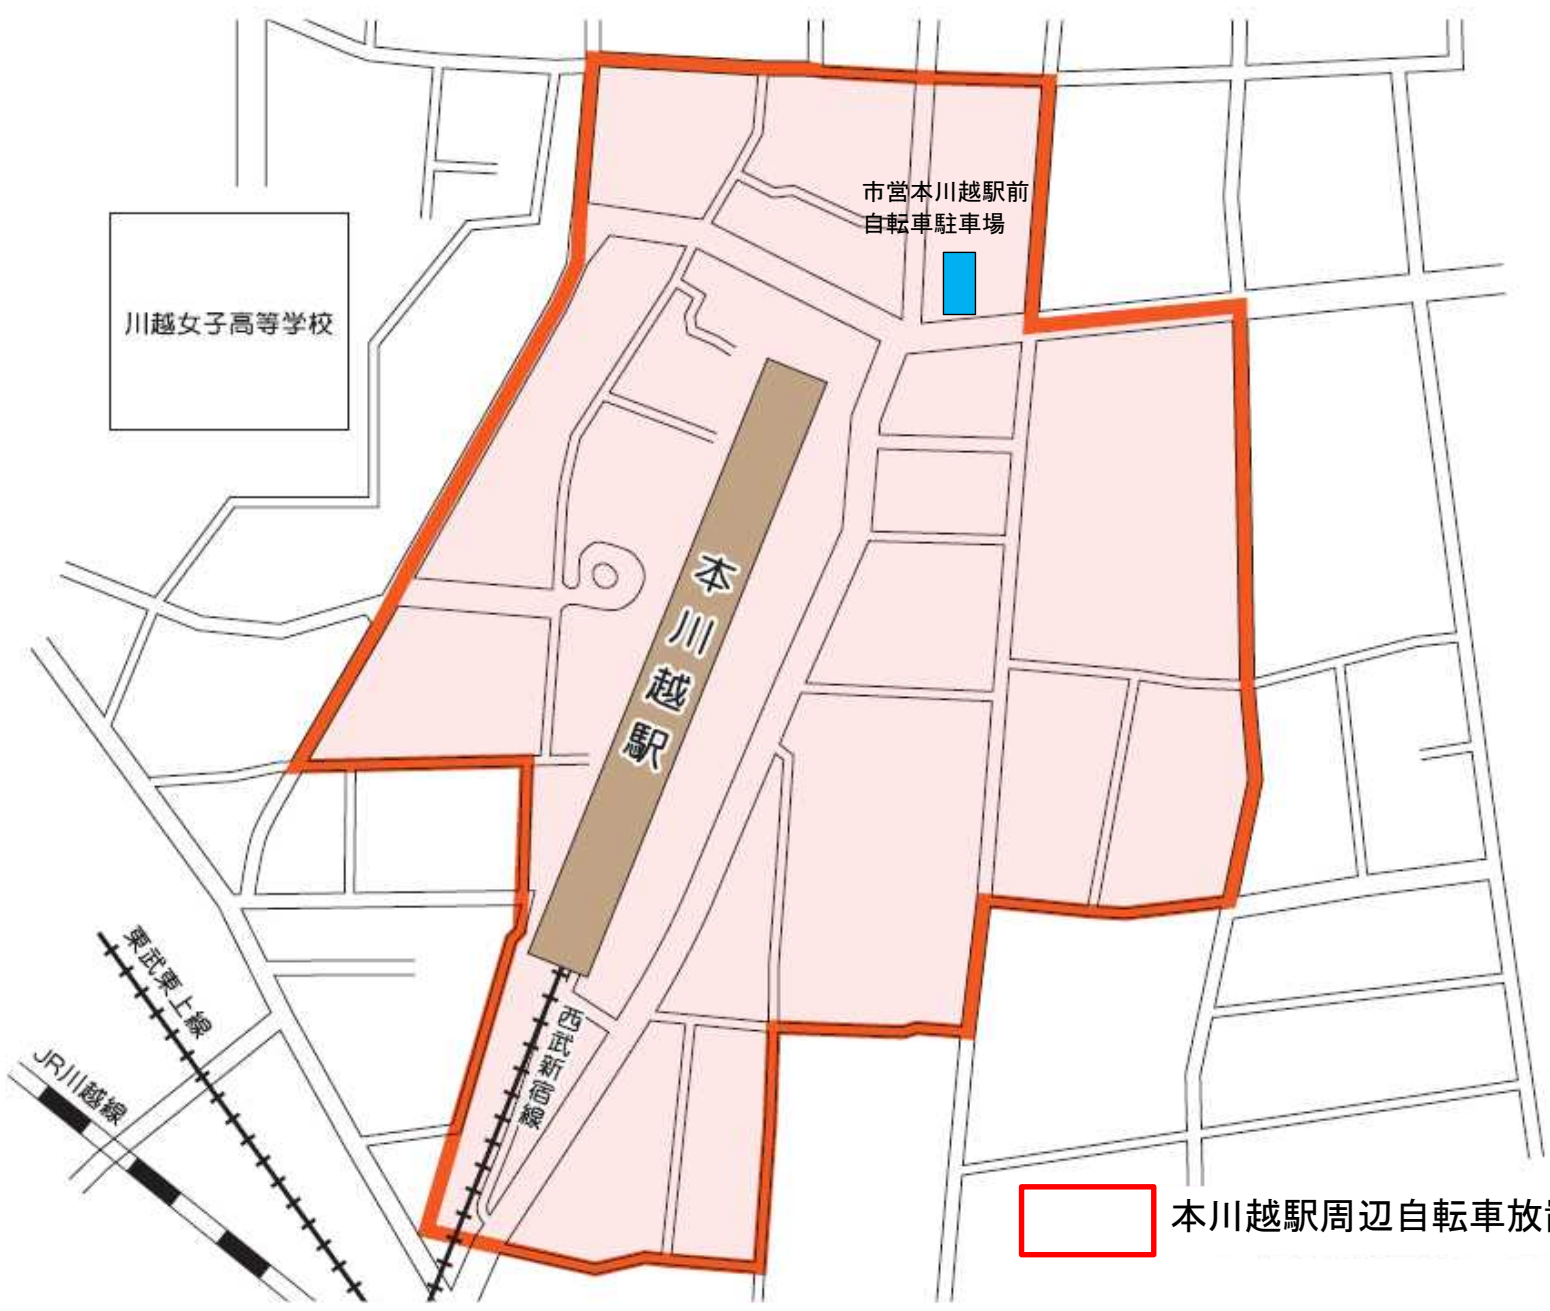 市営本川越駅前
自転車駐車場
川越女子高等学校
本川越駅
東武東上線
西武新宿線
JR川越線
本川越駅周辺自転車放